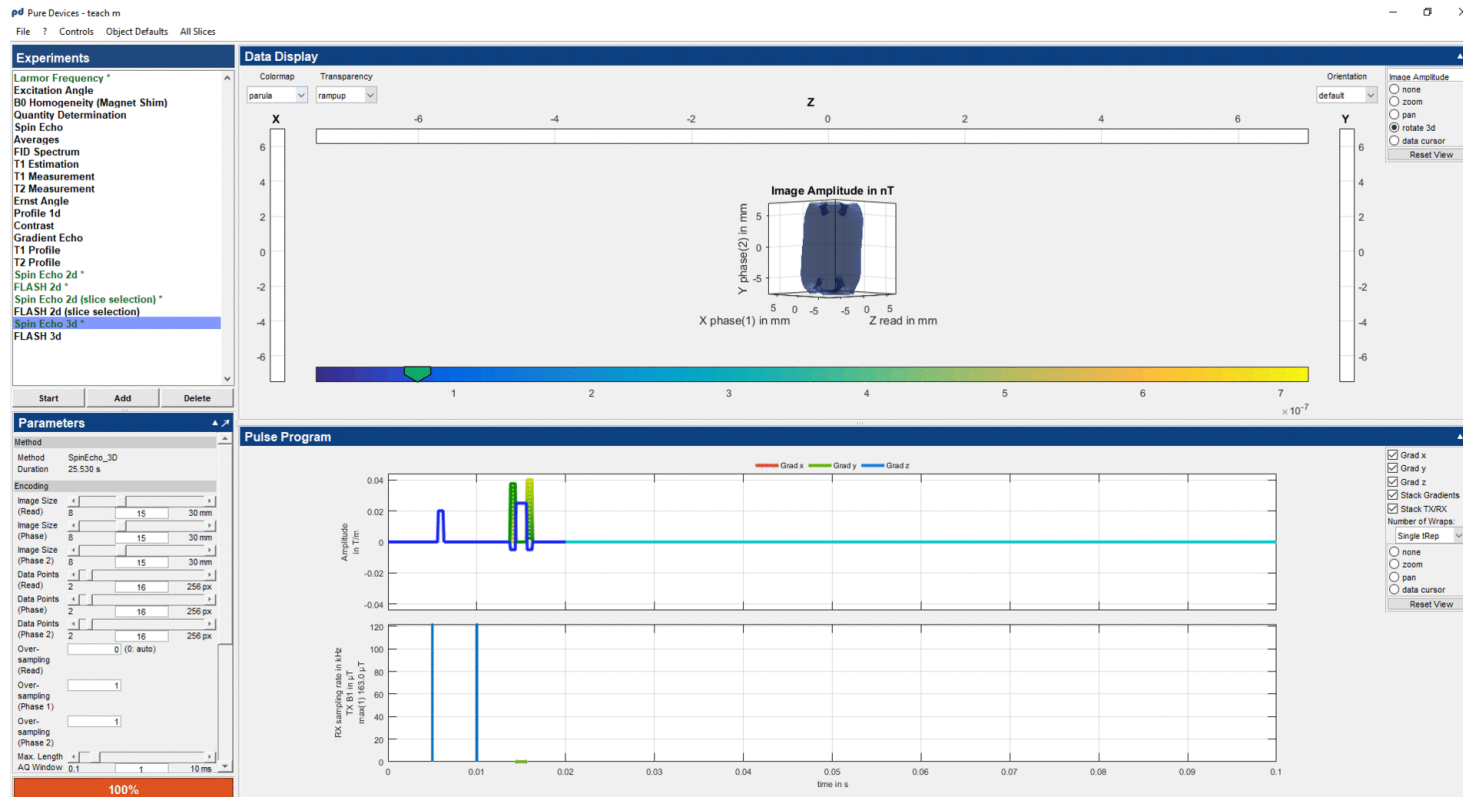 pd Pure Devices - teach m
File ? Controls Object Defaults All Slices
Experiments
Larmor Frequency *
Excitation Angle
B0 Homogeneity (Magnet Shim)
Quantity Determination
Spin Echo
Averages
FID Spectrum
T1 Estimation
T1 Measurement
T2 Measurement
Ernst Angle
Profile 1d
Contrast
Gradient Echo
T1 Profile
T2 Profile
Spin Echo 2d *
FLASH 2d *
Spin Echo 2d (slice selection) *
FLASH 2d (slice selection)
Spin Echo 3d *
FLASH 3d
Start Add Delete
Parameters
Method
Method SpinEcho_3D
Duration 25.530 s
Encoding
Image Size
(Read) 8 15 30 mm
Image Size
(Phase) 8 15 30 mm
Image Size
(Phase 2) 8 15 30 mm
Data Points
(Read) 2 16 256 px
Data Points
(Phase) 2 16 256 px
Data Points
(Phase 2) 2 16 256 px
Over- 0 (0: auto)
sampling
(Read)
Over- 1
sampling
(Phase 1)
Over- 1
sampling
(Phase 2)
Max. Length
AQ Window 0.1 1 10 ms
100%
Data Display
Colormap Transparency Orientation
parula rampup default
Z
X -6 -4 -2 0 2 4 6 Y
6 6
4 4
2 2
0 0
-2 -2
-4 -4
-6 -6
Image Amplitude in nT
Y phase(2) in mm
5
0
-5
5 0 -5 -5 0 5
X phase(1) in mm Z read in mm
1 2 3 4 5 6 7
×10-7
Image Amplitude
none
zoom
pan
rotate 3d
data cursor
Reset View
Pulse Program
Grad x Grad y Grad z
Amplitude
in T/m
0.04
0.02
0
-0.02
-0.04
RX sampling rate in kHz
TX B1 in µT
max(1) 163.0 µT
120
100
80
60
40
20
0
0 0.01 0.02 0.03 0.04 0.05 0.06 0.07 0.08 0.09 0.1
time in s
Grad x
Grad y
Grad z
Stack Gradients
Stack TX/RX
Number of Wraps:
Single tRep
none
zoom
pan
data cursor
Reset View